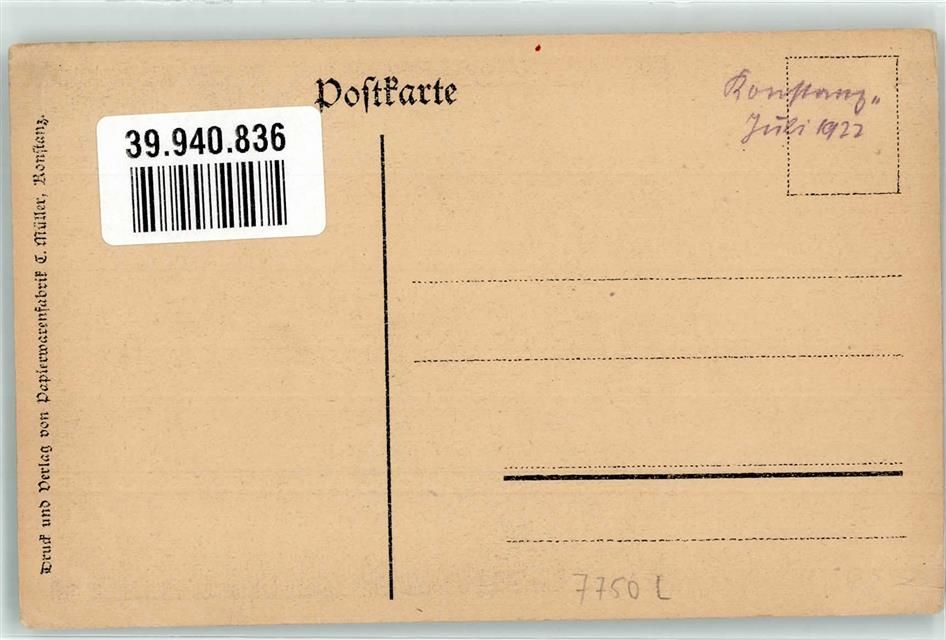 Postkarte
Konstanz„
Juli 1922
39.940.836
Druck und Verlag von Papierwarenfabrik C. Müller, Konstanz.
7750 L